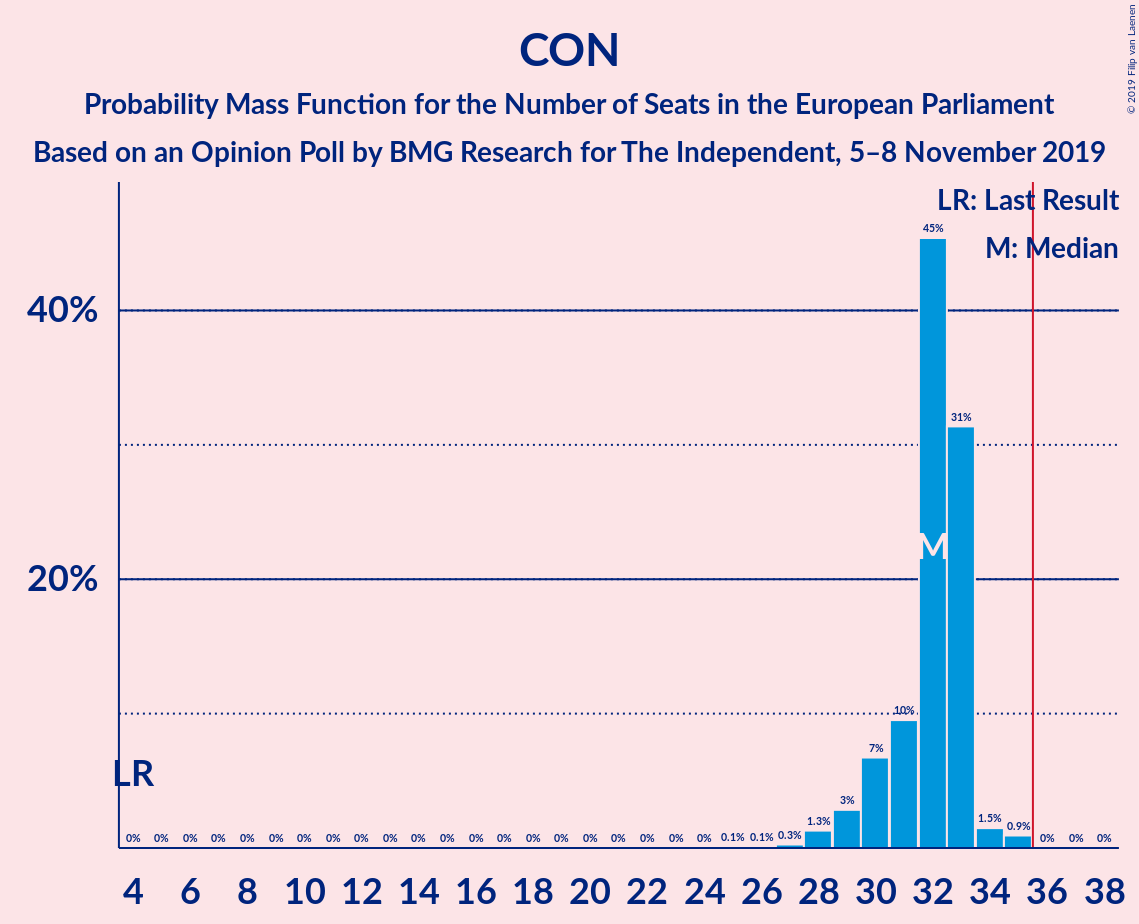 CON
Probability Mass Function for the Number of Seats in the European Parliament
Based on an Opinion Poll by BMG Research for The Independent, 5–8 November 2019
© 2019 Filip van Laenen
LR: Last Result
M: Median
45%
40%
31%
M
20%
10%
7%
LR
3%
0% 0% 0% 0% 0% 0% 0% 0% 0% 0% 0% 0% 0% 0% 0% 0% 0% 0% 0% 0% 0% 0.1% 0.1% 0.3% 1.3% 1.5% 0.9% 0% 0% 0%
4 6 8 10 12 14 16 18 20 22 24 26 28 30 32 34 36 38